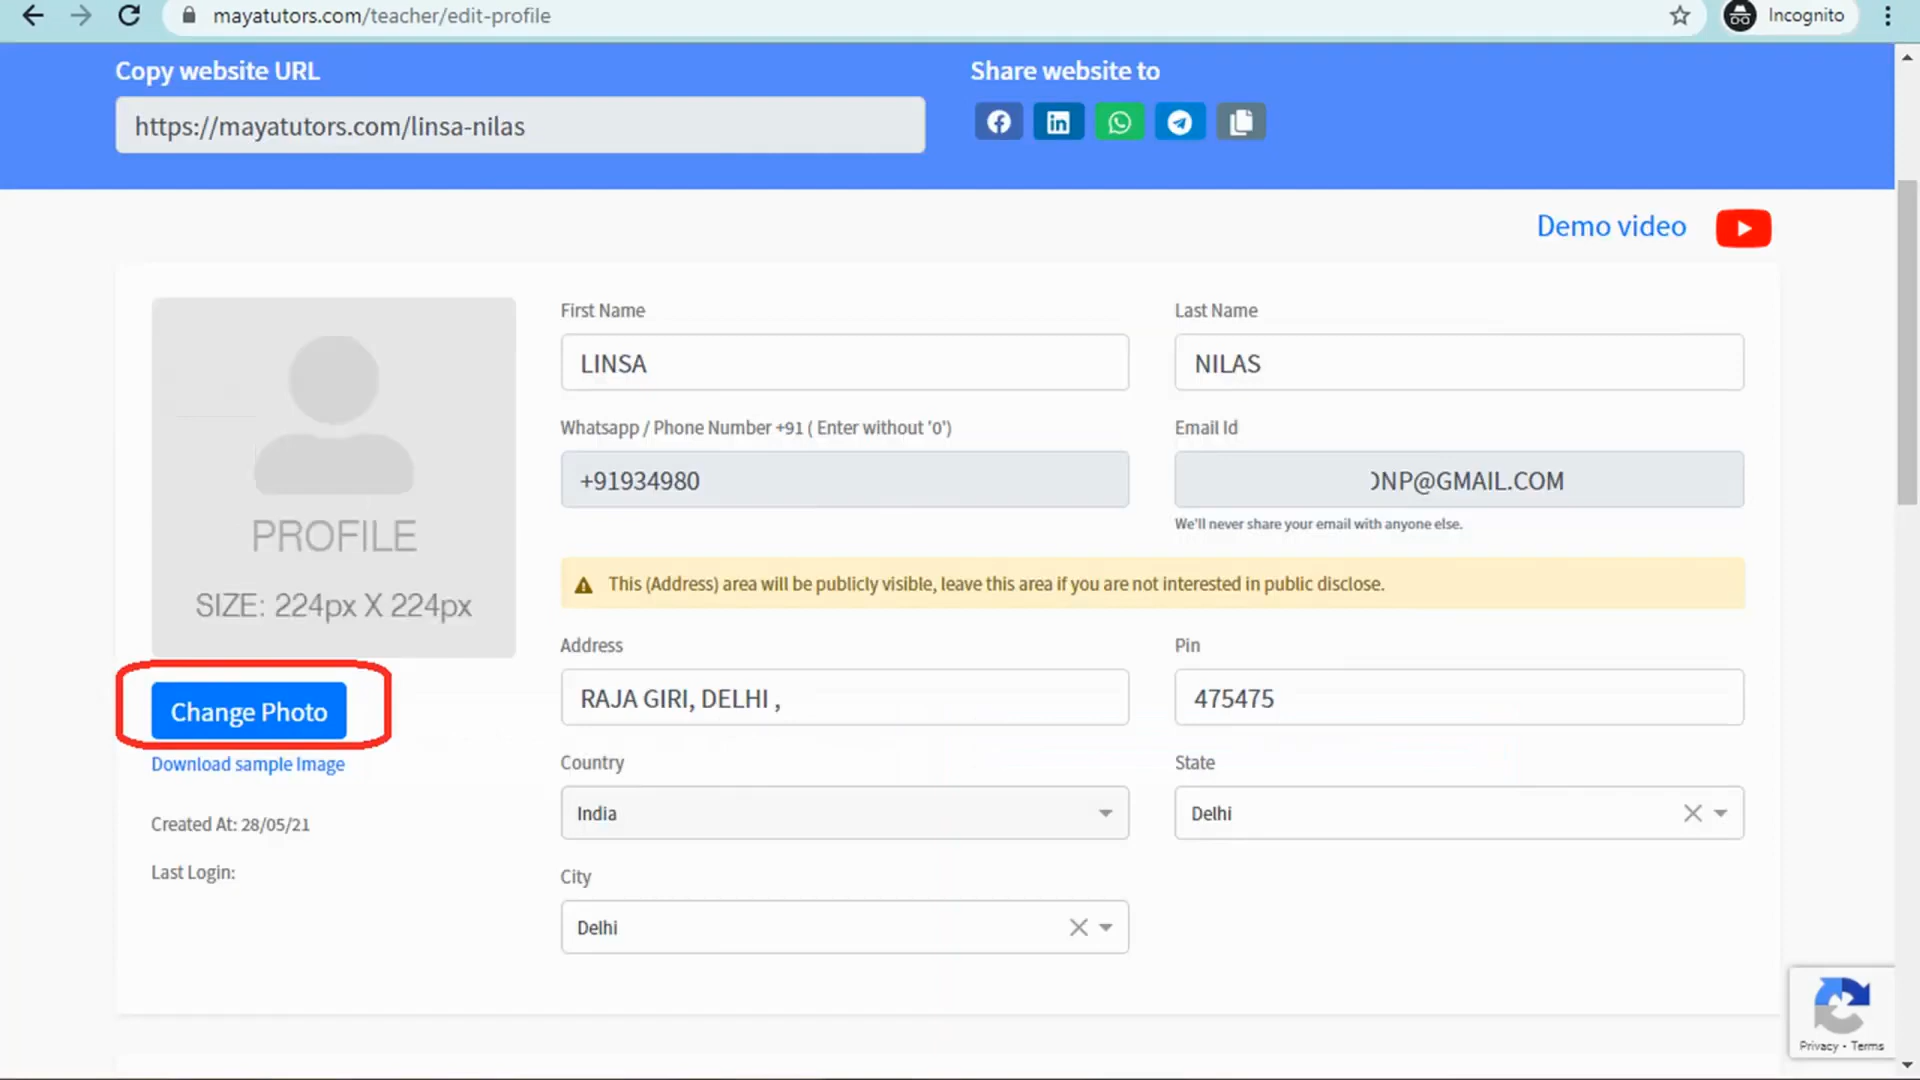 mayatutors.com/teacher/edit-profile
Incognito
Copy website URL
Share website to
https://mayatutors.com/linsa-nilas
Demo video
PROFILE
SIZE: 224px X 224px
Change Photo
Download sample Image
Created At: 28/05/21
Last Login:
First Name
LINSA
Last Name
NILAS
Whatsapp / Phone Number +91 ( Enter without '0')
+91934980
Email Id
NP@GMAIL.COM
We'll never share your email with anyone else.
This (Address) area will be publicly visible, leave this area if you are not interested in public disclose.
Address
RAJA GIRI, DELHI ,
Pin
475475
Country
India
State
Delhi
City
Delhi
Privacy - Terms